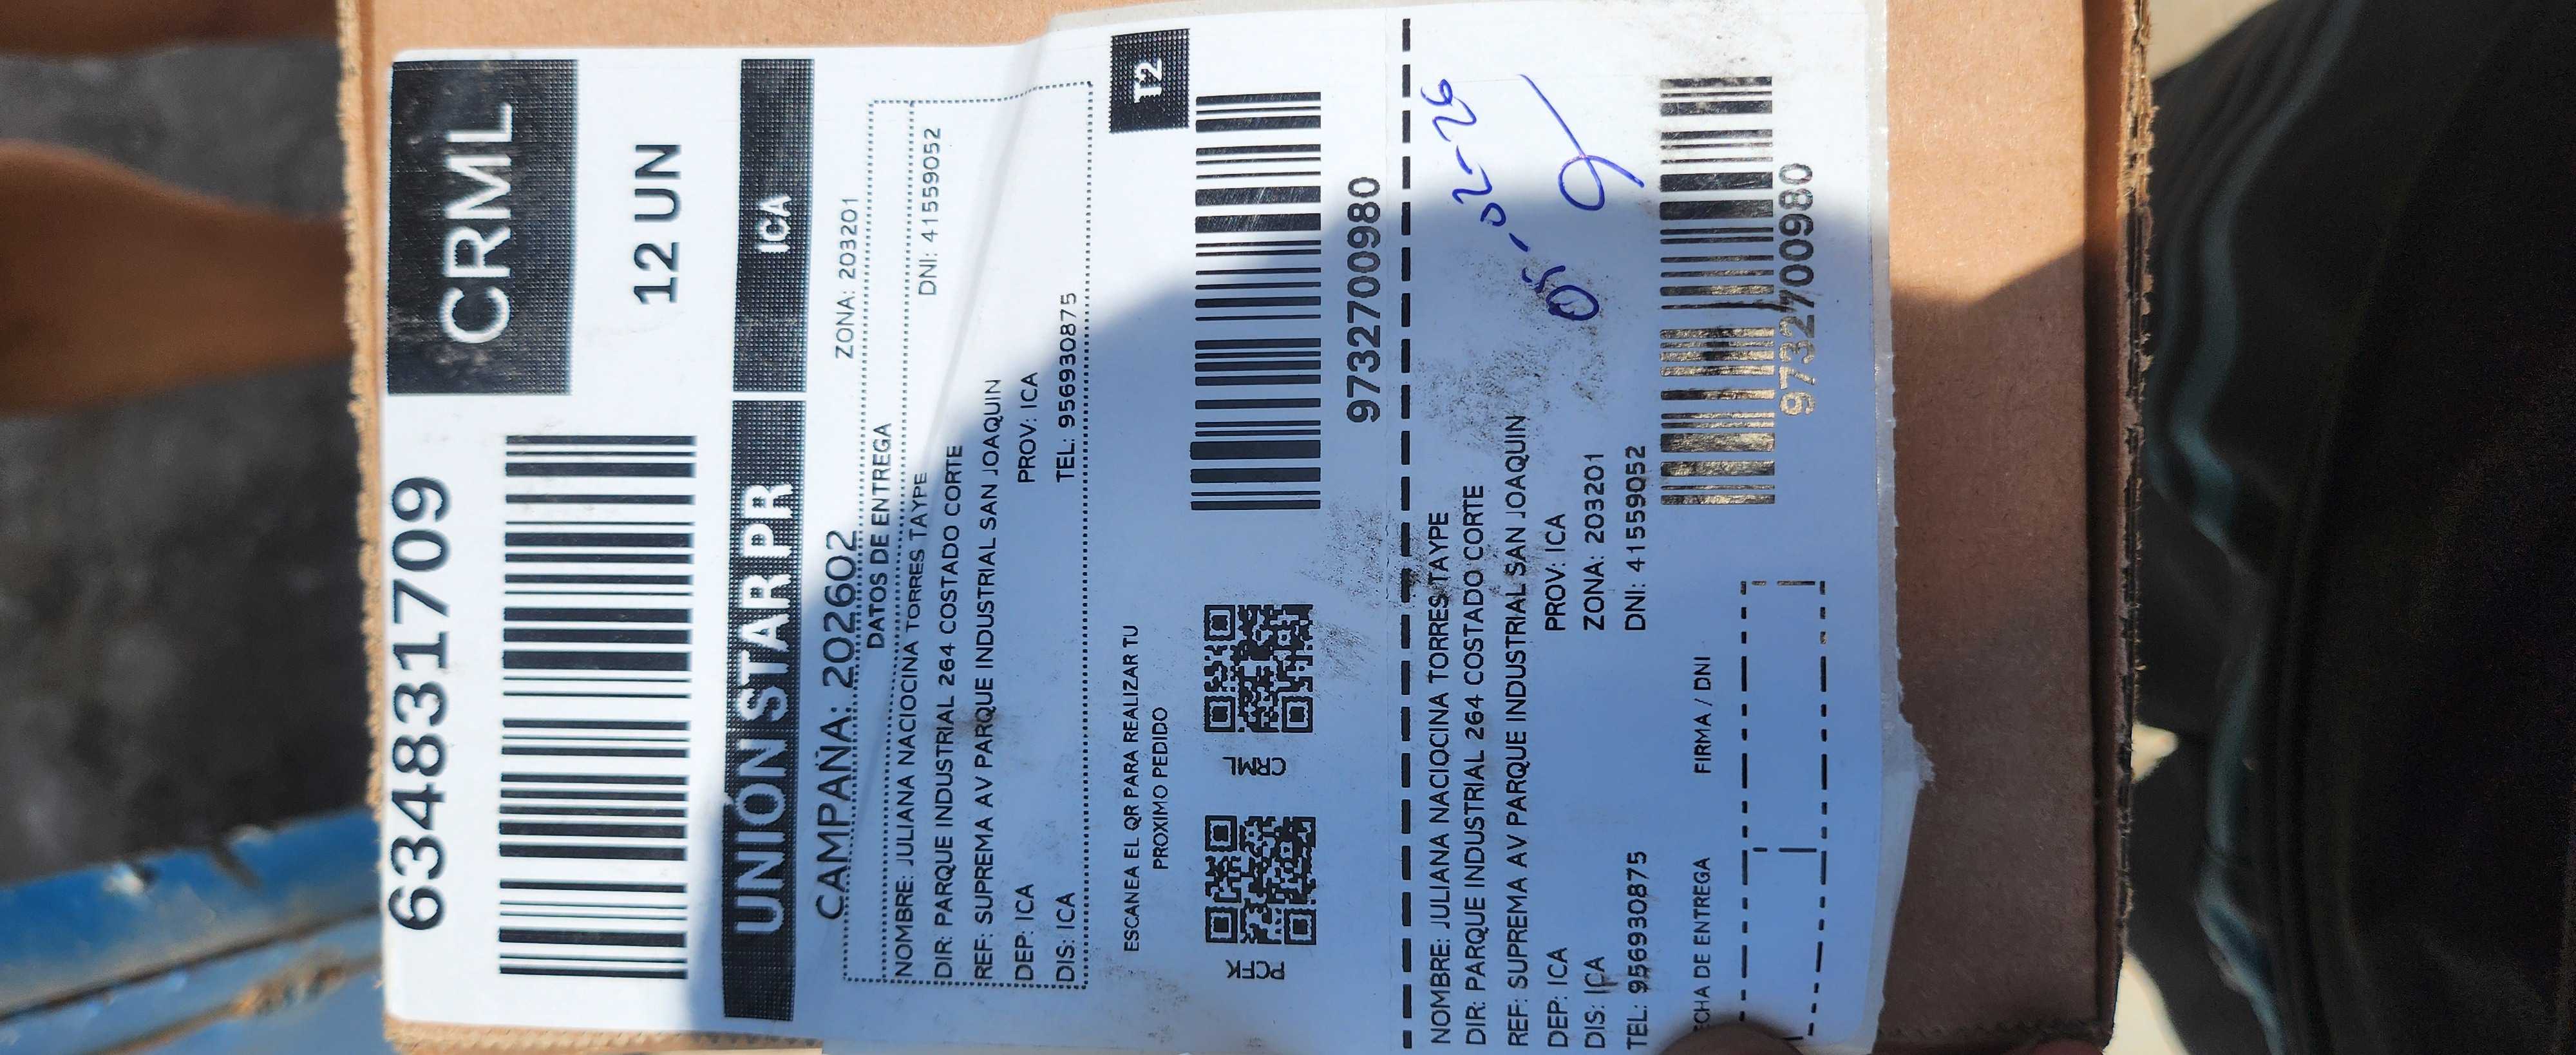 6348831709
CRML
12 UN
UNIÓN STAR PR
ICA
CAMPAÑA: 202602
ZONA: 203201
DATOS DE ENTREGA
NOMBRE: JULIANA NACIOCINA TORRES TAYPE
DIR: PARQUE INDUSTRIAL 264 COSTADO CORTE
DNI: 41559052
REF: SUPREMA AV PARQUE INDUSTRIAL SAN JOAQUIN
DEP: ICA
PROV: ICA
DIS: ICA
TEL: 956930875
T2
ESCANEA EL QR PARA REALIZAR TU
PROXIMO PEDIDO
CRML
9732700980
NOMBRE: JULIANA NACIOCINA TORRES TAYPE
DIR: PARQUE INDUSTRIAL 264 COSTADO CORTE
REF: SUPREMA AV PARQUE INDUSTRIAL SAN JOAQUIN
DEP: ICA
PROV: ICA
DIS: ICA
ZONA: 203201
TEL: 956930875
DNI: 41559052
05-02-26
ECHA DE ENTREGA
FIRMA / DNI
9732700980